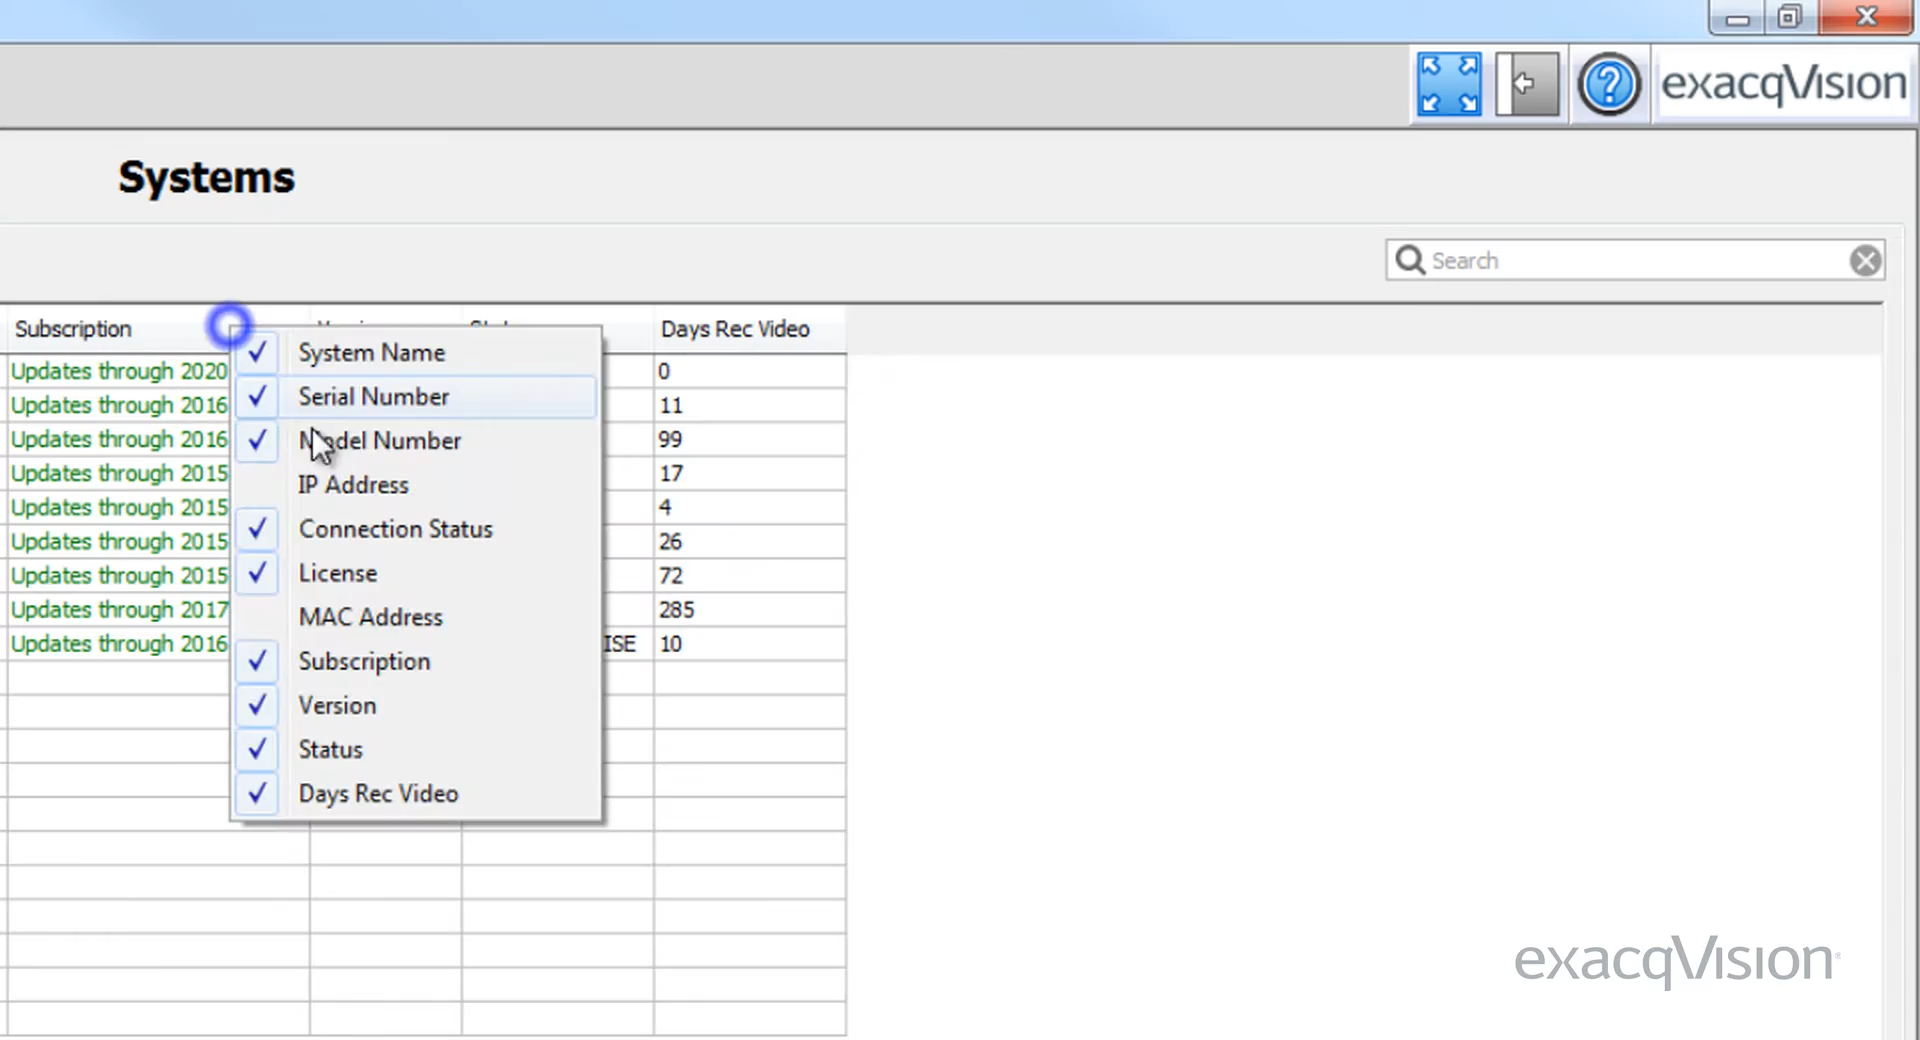 exacqVision
Systems
Search
Subscription Days Rec Video
Updates through 2020 0
Updates through 2016 11
Updates through 2016 99
Updates through 2015 17
Updates through 2015 4
Updates through 2015 26
Updates through 2015 72
Updates through 2017 285
Updates through 2016 ISE 10
System Name
Serial Number
Model Number
IP Address
Connection Status
License
MAC Address
Subscription
Version
Status
Days Rec Video
exacqVision